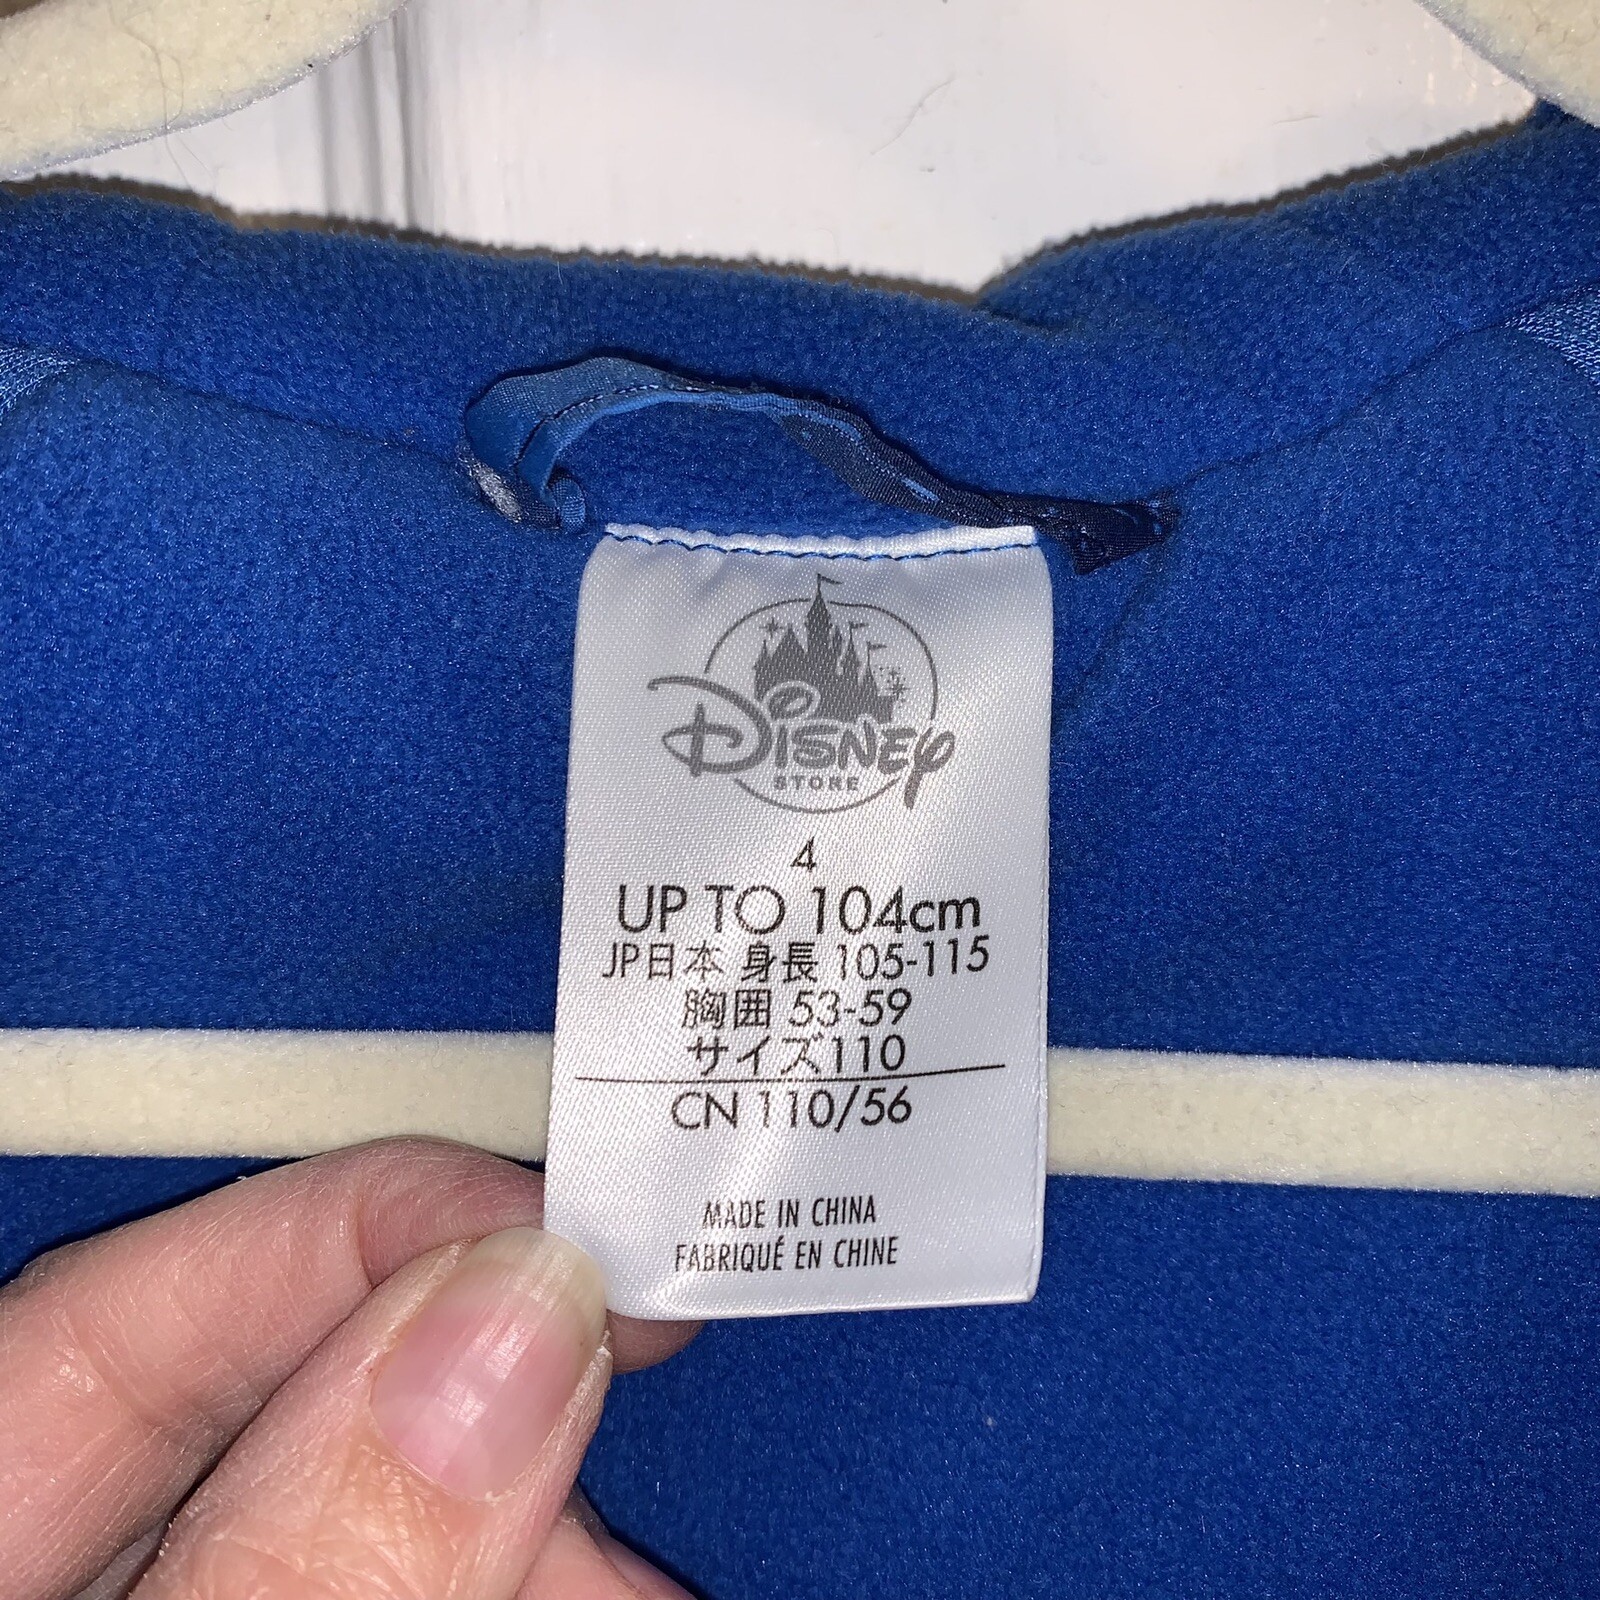 Disney
STORE
4
UP TO 104cm
JP日本 身長 105-115
胸囲 53-59
サイズ110
CN 110/56
MADE IN CHINA
FABRIQUÉ EN CHINE